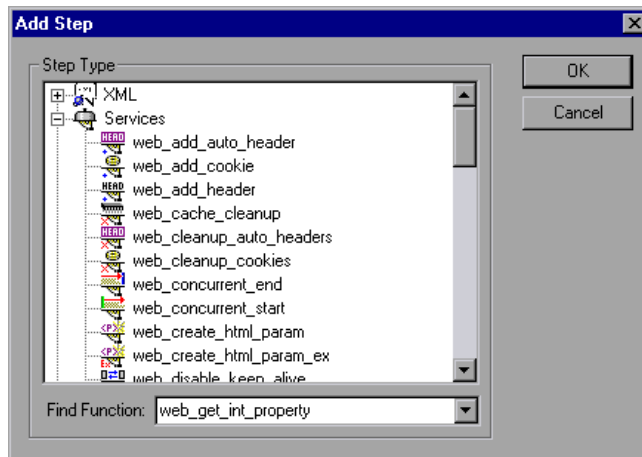 Add Step
Step Type
XML
Services
web_add_auto_header
web_add_cookie
web_add_header
web_cache_cleanup
web_cleanup_auto_headers
web_cleanup_cookies
web_concurrent_end
web_concurrent_start
web_create_html_param
web_create_html_param_ex
web_disable_keep_alive
Find Function: web_get_int_property
OK
Cancel